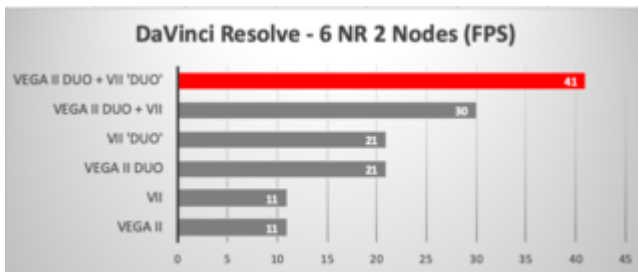 DaVinci Resolve - 6 NR 2 Nodes (FPS)
VEGA II DUO + VII 'DUO' 41
VEGA II DUO + VII 30
VII 'DUO' 21
VEGA II DUO 21
VII 11
VEGA II 11
0 5 10 15 20 25 30 35 40 45